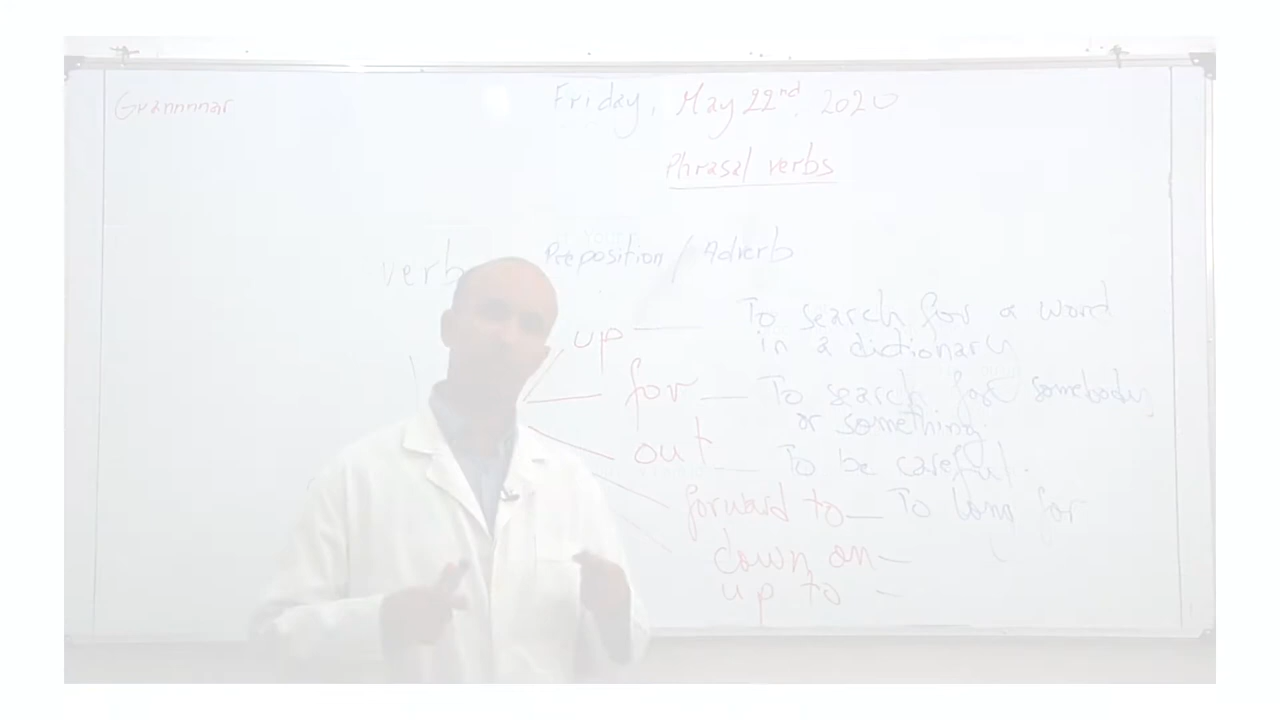 Grammar
Friday, May 22nd, 2020
Phrasal verbs
verb Preposition / Adverb
up — To search for a word
in a dictionary
for — To search for somebody
or something.
out — To be careful.
forward to — To long for
down on —
up to —